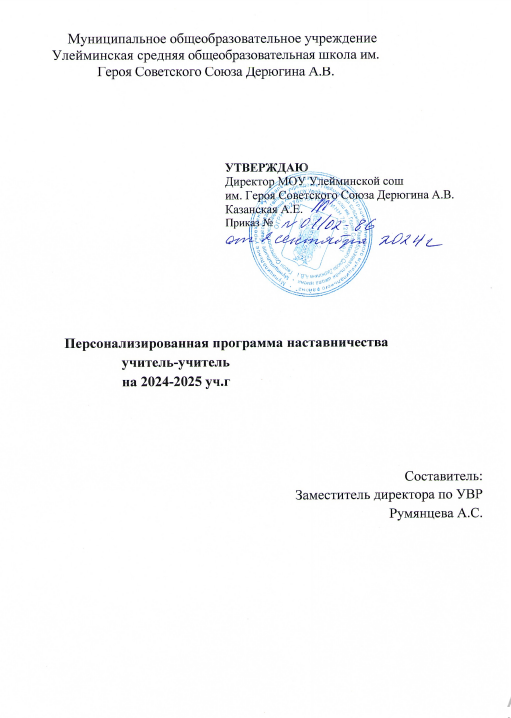 Муниципальное общеобразовательное учреждение
Улейминская средняя общеобразовательная школа им.
Героя Советского Союза Дерюгина А.В.
УТВЕРЖДАЮ
Директор МОУ Улейминской сош
им. Героя Советского Союза Дерюгина А.В.
Казанская А.Е.
Приказ № 01/02-86
от 2 сентября 2024г
Персонализированная программа наставничества
учитель-учитель
на 2024-2025 уч.г
Составитель:
Заместитель директора по УВР
Румянцева А.С.